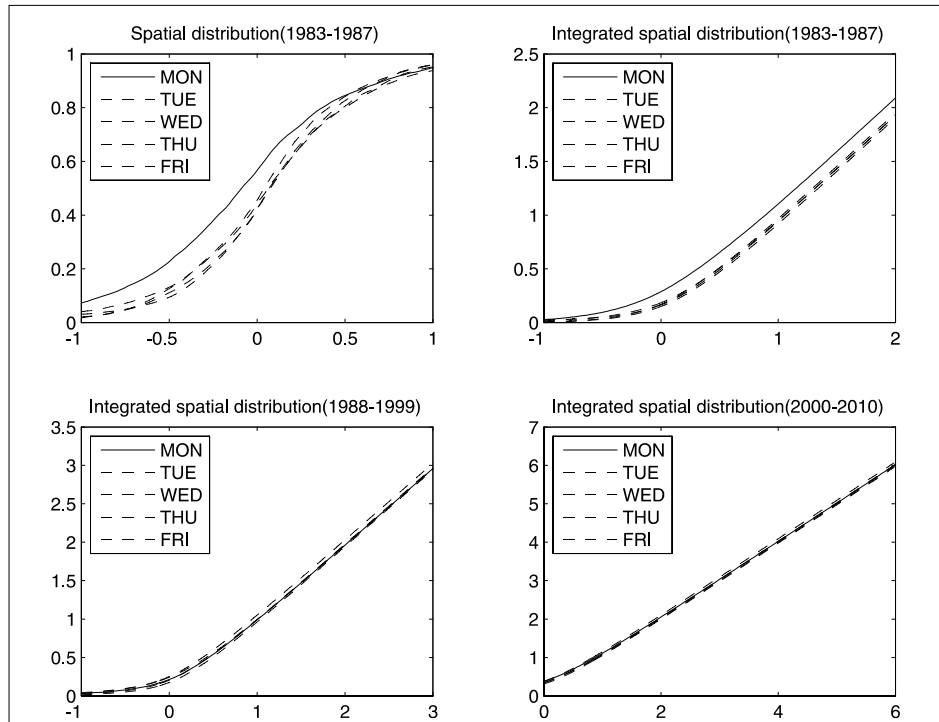 Spatial distribution(1983-1987)
1
0.8
0.6
0.4
0.2
0
-1
-0.5
0
0.5
1
MON
TUE
WED
THU
FRI
Integrated spatial distribution(1983-1987)
2.5
2
1.5
1
0.5
0
-1
0
1
2
MON
TUE
WED
THU
FRI
Integrated spatial distribution(1988-1999)
3.5
3
2.5
2
1.5
1
0.5
0
-1
0
1
2
3
MON
TUE
WED
THU
FRI
Integrated spatial distribution(2000-2010)
7
6
5
4
3
2
1
0
0
2
4
6
MON
TUE
WED
THU
FRI